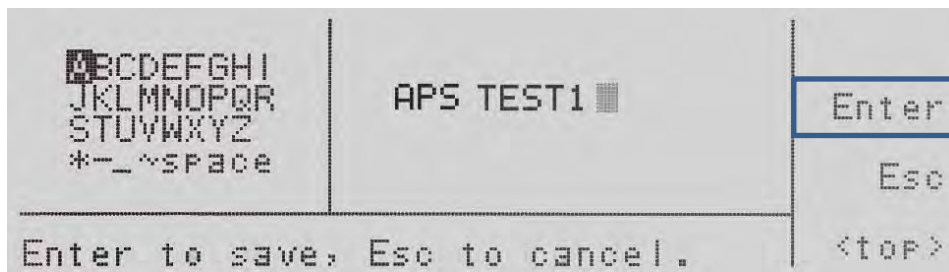 ABCDEFGHI
JKLMNOPQR
STUVWXYZ
*-_~space
APS TEST1
Enter
Esc
<top>
Enter to save, Esc to cancel.